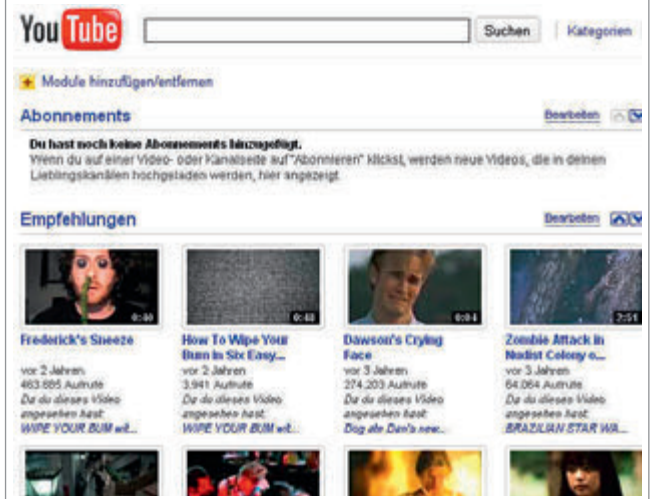 YouTube
Suchen
Kategorien
Module hinzufügen/entfernen
Abonnements
Bearbeiten
Du hast noch keine Abonnements hinzugefügt.
Wenn du auf einer Video- oder Kanalseite auf "Abonnieren" klickst, werden neue Videos, die in deinen
Lieblingskanälen hochgeladen werden, hier angezeigt.
Empfehlungen
Bearbeiten
0:40
0:48
0:04
2:51
Frederick's Sneeze
vor 2 Jahren
463.685 Aufrufe
Da du dieses Video
angesehen hast:
WIPE YOUR BUM wit...
How To Wipe Your
Bum in Six Easy...
vor 2 Jahren
3.941 Aufrufe
Da du dieses Video
angesehen hast:
WIPE YOUR BUM wit...
Dawson's Crying
Face
vor 3 Jahren
274.203 Aufrufe
Da du dieses Video
angesehen hast:
Dog ate Dan's new...
Zombie Attack in
Nudist Colony o...
vor 3 Jahren
64.064 Aufrufe
Da du dieses Video
angesehen hast:
BRAZILIAN STAR WA...